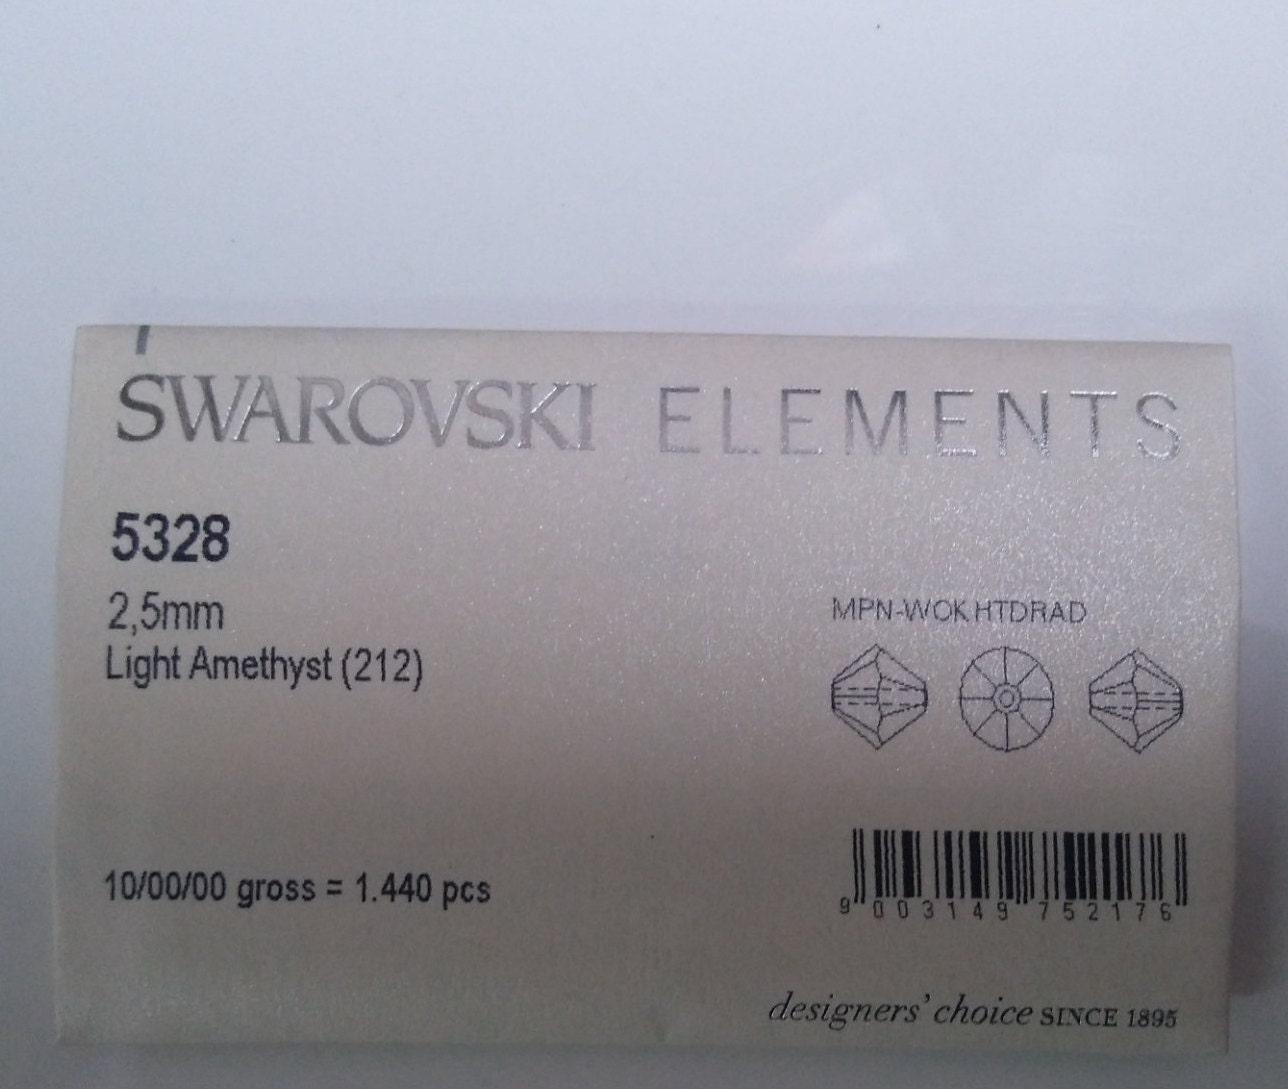 SWAROVSKI ELEMENTS
5328
2,5mm
Light Amethyst (212)
MPN-WOK HTDRAD
10/00/00 gross = 1.440 pcs
9 003149 752176
designers' choice SINCE 1895